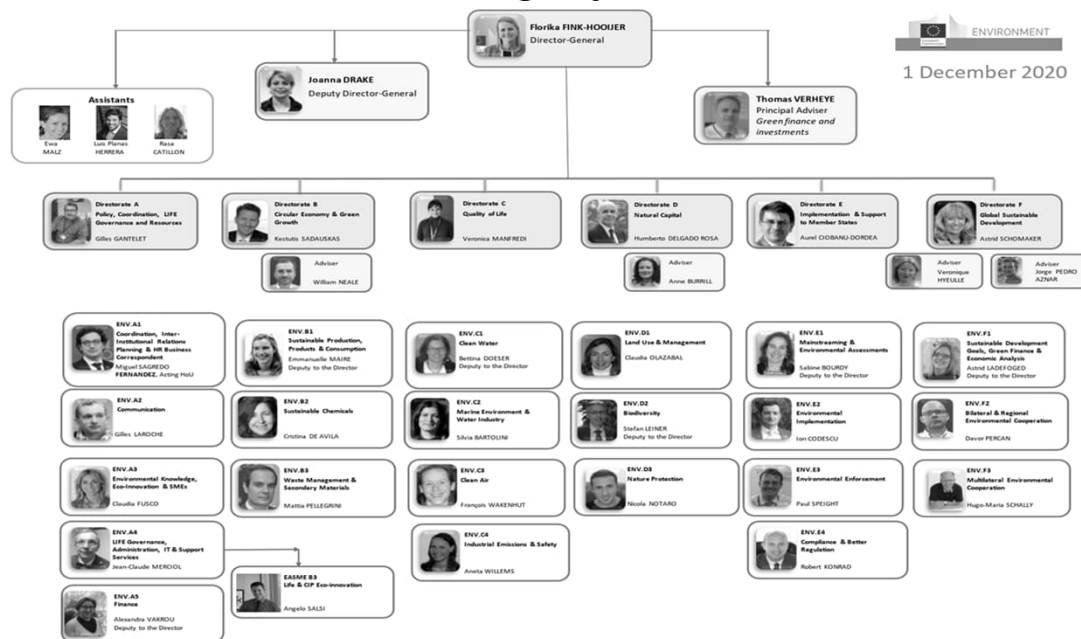 Florika FINK-HOOIJER
Director-General
ENVIRONMENT
1 December 2020
Joanna DRAKE
Deputy Director-General
Thomas VERHEYE
Principal Adviser
Green finance and
investments
Assistants
Ewa
MALZ
Luis Planas
HERRERA
Rasa
CATILLON
Directorate A
Policy, Coordination, LIFE
Governance and Resources
Gilles GANTELET
Directorate B
Circular Economy & Green
Growth
Kestutis SADAUSKAS
Directorate C
Quality of Life
Veronica MANFREDI
Directorate D
Natural Capital
Humberto DELGADO ROSA
Directorate E
Implementation & Support
to Member States
Aurel CIOBANU-DORDEA
Directorate F
Global Sustainable
Development
Astrid SCHOMAKER
Adviser
William NEALE
Adviser
Anne BURRILL
Adviser
Veronique
HYEULLE
Adviser
Jorge PEDRO
AZNAR
ENV.A1
Coordination, Inter-
Institutional Relations
Planning & HR Business
Correspondent
Miguel SAGREDO
FERNANDEZ, Acting HoU
ENV.B1
Sustainable Production,
Products & Consumption
Emmanuelle MAIRE
Deputy to the Director
ENV.C1
Clean Water
Bettina DOESER
Deputy to the Director
ENV.D1
Land Use & Management
Claudia OLAZABAL
ENV.E1
Mainstreaming &
Environmental Assessments
Sabine BOURDY
Deputy to the Director
ENV.F1
Sustainable Development
Goals, Green Finance &
Economic Analysis
Astrid LADEFOGED
Deputy to the Director
ENV.A2
Communication
Gilles LAROCHE
ENV.B2
Sustainable Chemicals
Cristina DE AVILA
ENV.C2
Marine Environment &
Water Industry
Silvia BARTOLINI
ENV.D2
Biodiversity
Stefan LEINER
Deputy to the Director
ENV.E2
Environmental
Implementation
Ion CODESCU
ENV.F2
Bilateral & Regional
Environmental Cooperation
Davor PERCAN
ENV.A3
Environmental Knowledge,
Eco-Innovation & SMEs
Claudia FUSCO
ENV.B3
Waste Management &
Secondary Materials
Mattia PELLEGRINI
ENV.C3
Clean Air
François WAKENHUT
ENV.D3
Nature Protection
Nicola NOTARO
ENV.E3
Environmental Enforcement
Paul SPEIGHT
ENV.F3
Multilateral Environmental
Cooperation
Hugo-Maria SCHALLY
ENV.A4
LIFE Governance,
Administration, IT & Support
Services
Jean-Claude MERCIOL
ENV.C4
Industrial Emissions & Safety
Aneta WILLEMS
ENV.E4
Compliance & Better
Regulation
Robert KONRAD
EASME B3
Life & CIP Eco-innovation
Angelo SALSI
ENV.A5
Finance
Alexandra VAKROU
Deputy to the Director